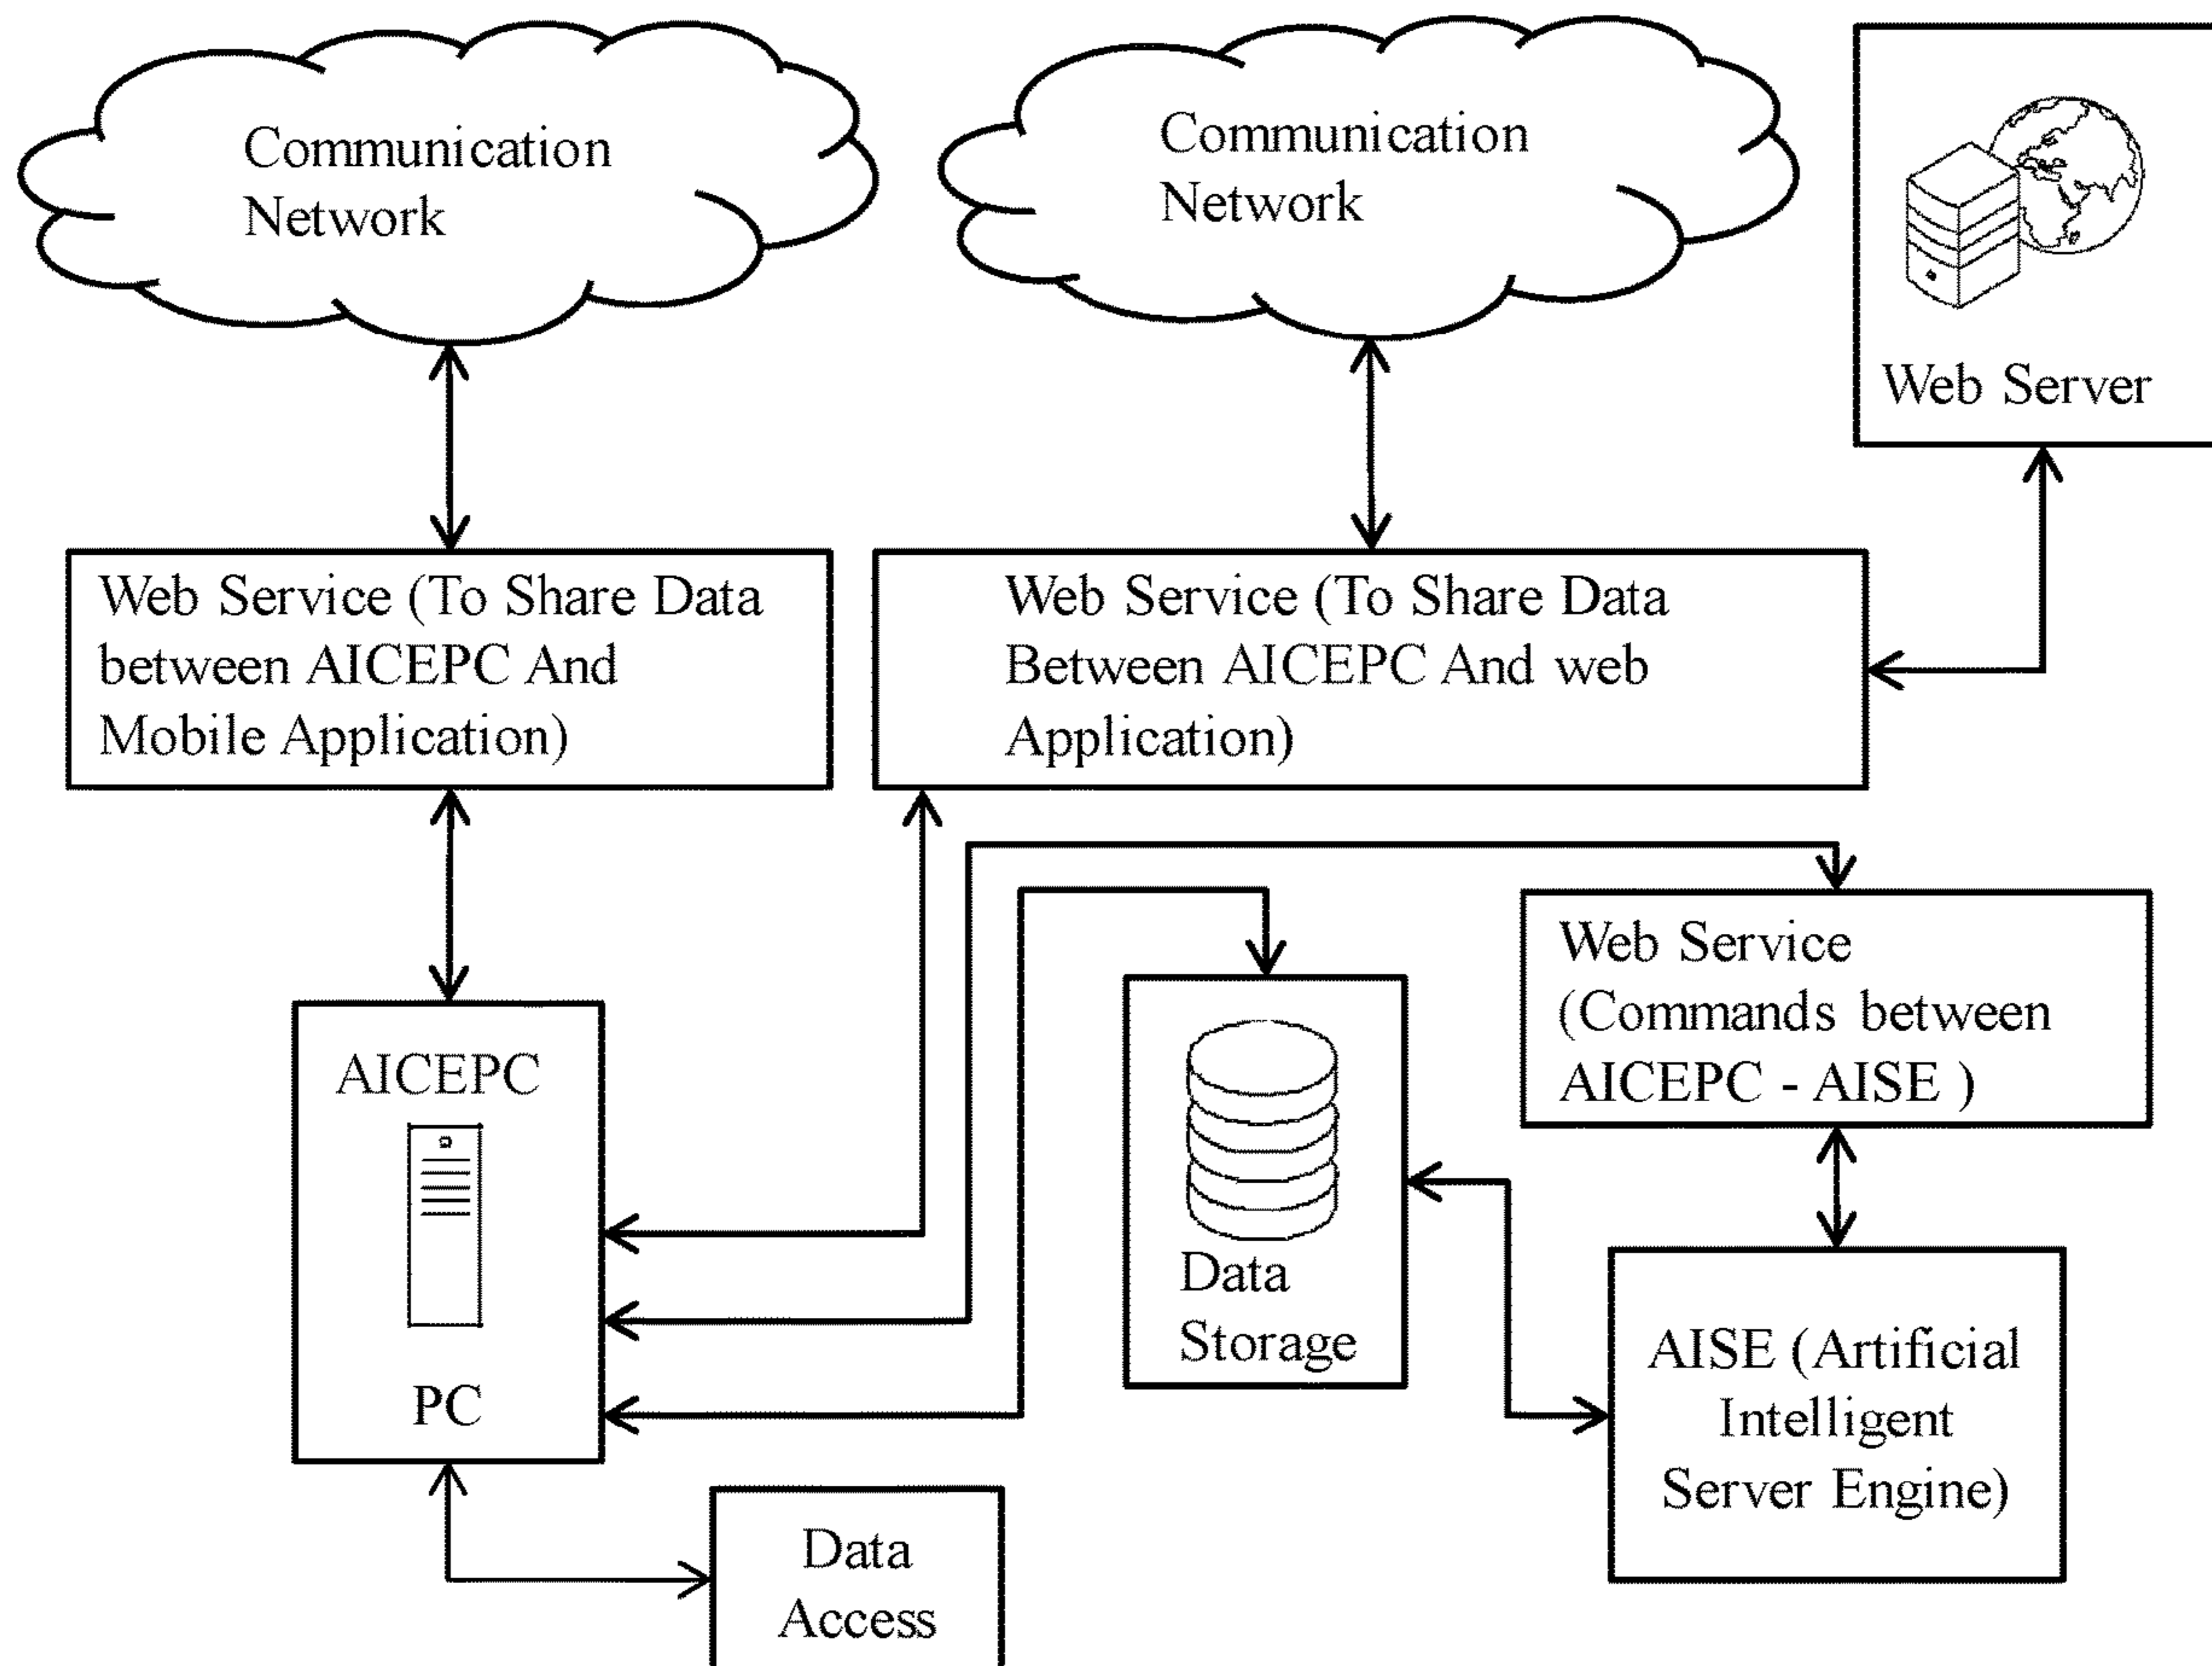 Communication
Network
Communication
Network
Web Server
Web Service (To Share Data
between AICEPC And
Mobile Application)
Web Service (To Share Data
Between AICEPC And web
Application)
AICEPC
PC
Data
Storage
Web Service
(Commands between
AICEPC - AISE )
AISE (Artificial
Intelligent
Server Engine)
Data
Access